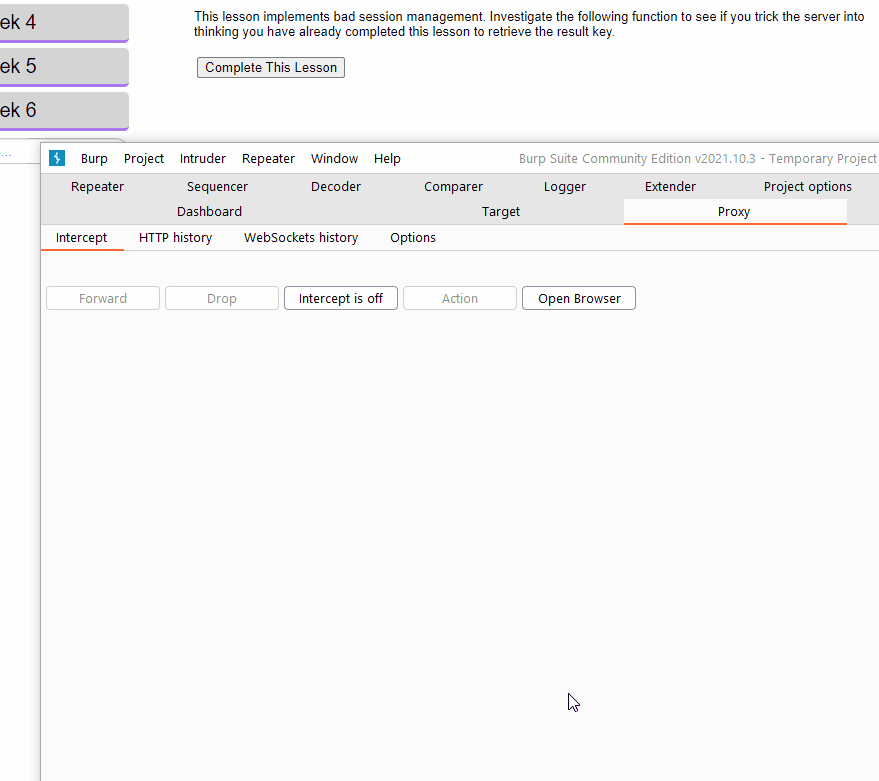 ek 4
ek 5
ek 6
...
This lesson implements bad session management. Investigate the following function to see if you trick the server into
thinking you have already completed this lesson to retrieve the result key.
Complete This Lesson
Burp Project Intruder Repeater Window Help Burp Suite Community Edition v2021.10.3 - Temporary Project
Repeater Sequencer Decoder Comparer Logger Extender Project options
Dashboard Target Proxy
Intercept HTTP history WebSockets history Options
Forward Drop Intercept is off Action Open Browser